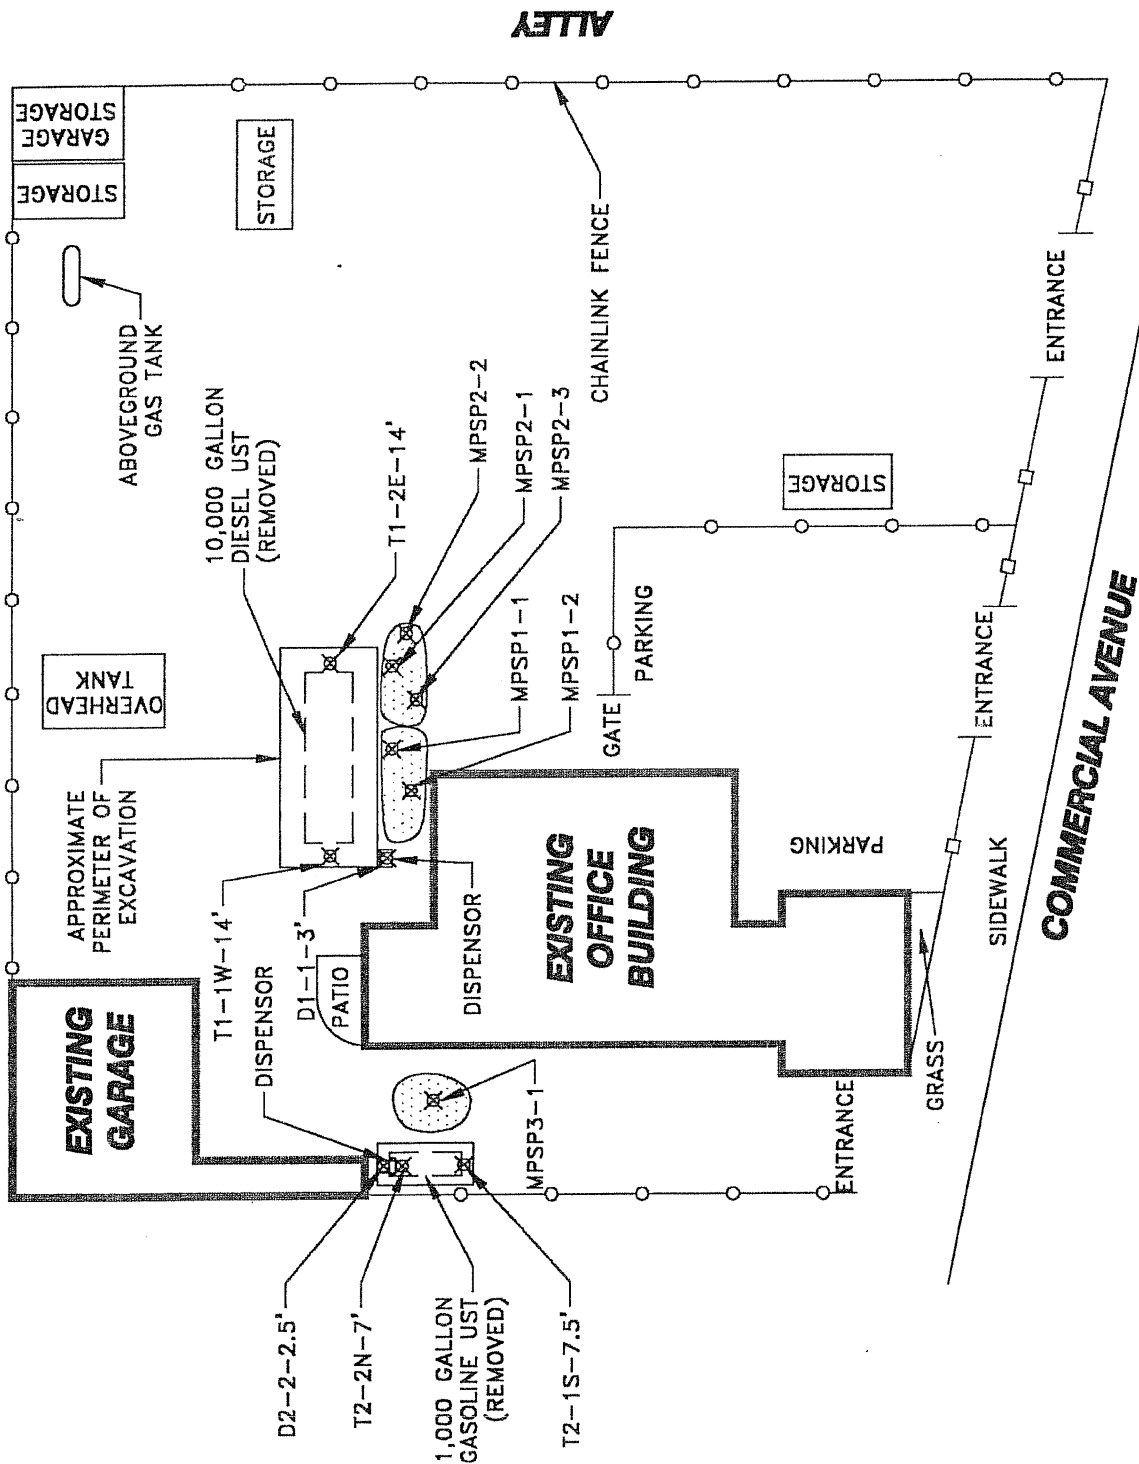 ALLEY
GARAGE
STORAGE
STORAGE
STORAGE
ABOVEGROUND
GAS TANK
CHAINLINK FENCE
10,000 GALLON
DIESEL UST
(REMOVED)
T1-2E-14'
MPSP2-2
MPSP2-1
MPSP2-3
MPSP1-1
MPSP1-2
OVERHEAD
TANK
APPROXIMATE
PERIMETER OF
EXCAVATION
T1-1W-14'
D1-1-3'
DISPENSOR
DISPENSOR
PATIO
EXISTING
GARAGE
EXISTING
OFFICE
BUILDING
GATE
PARKING
STORAGE
PARKING
ENTRANCE
ENTRANCE
SIDEWALK
COMMERCIAL AVENUE
GRASS
ENTRANCE
MPSP3-1
D2-2-2.5'
T2-2N-7'
1,000 GALLON
GASOLINE UST
(REMOVED)
T2-1S-7.5'